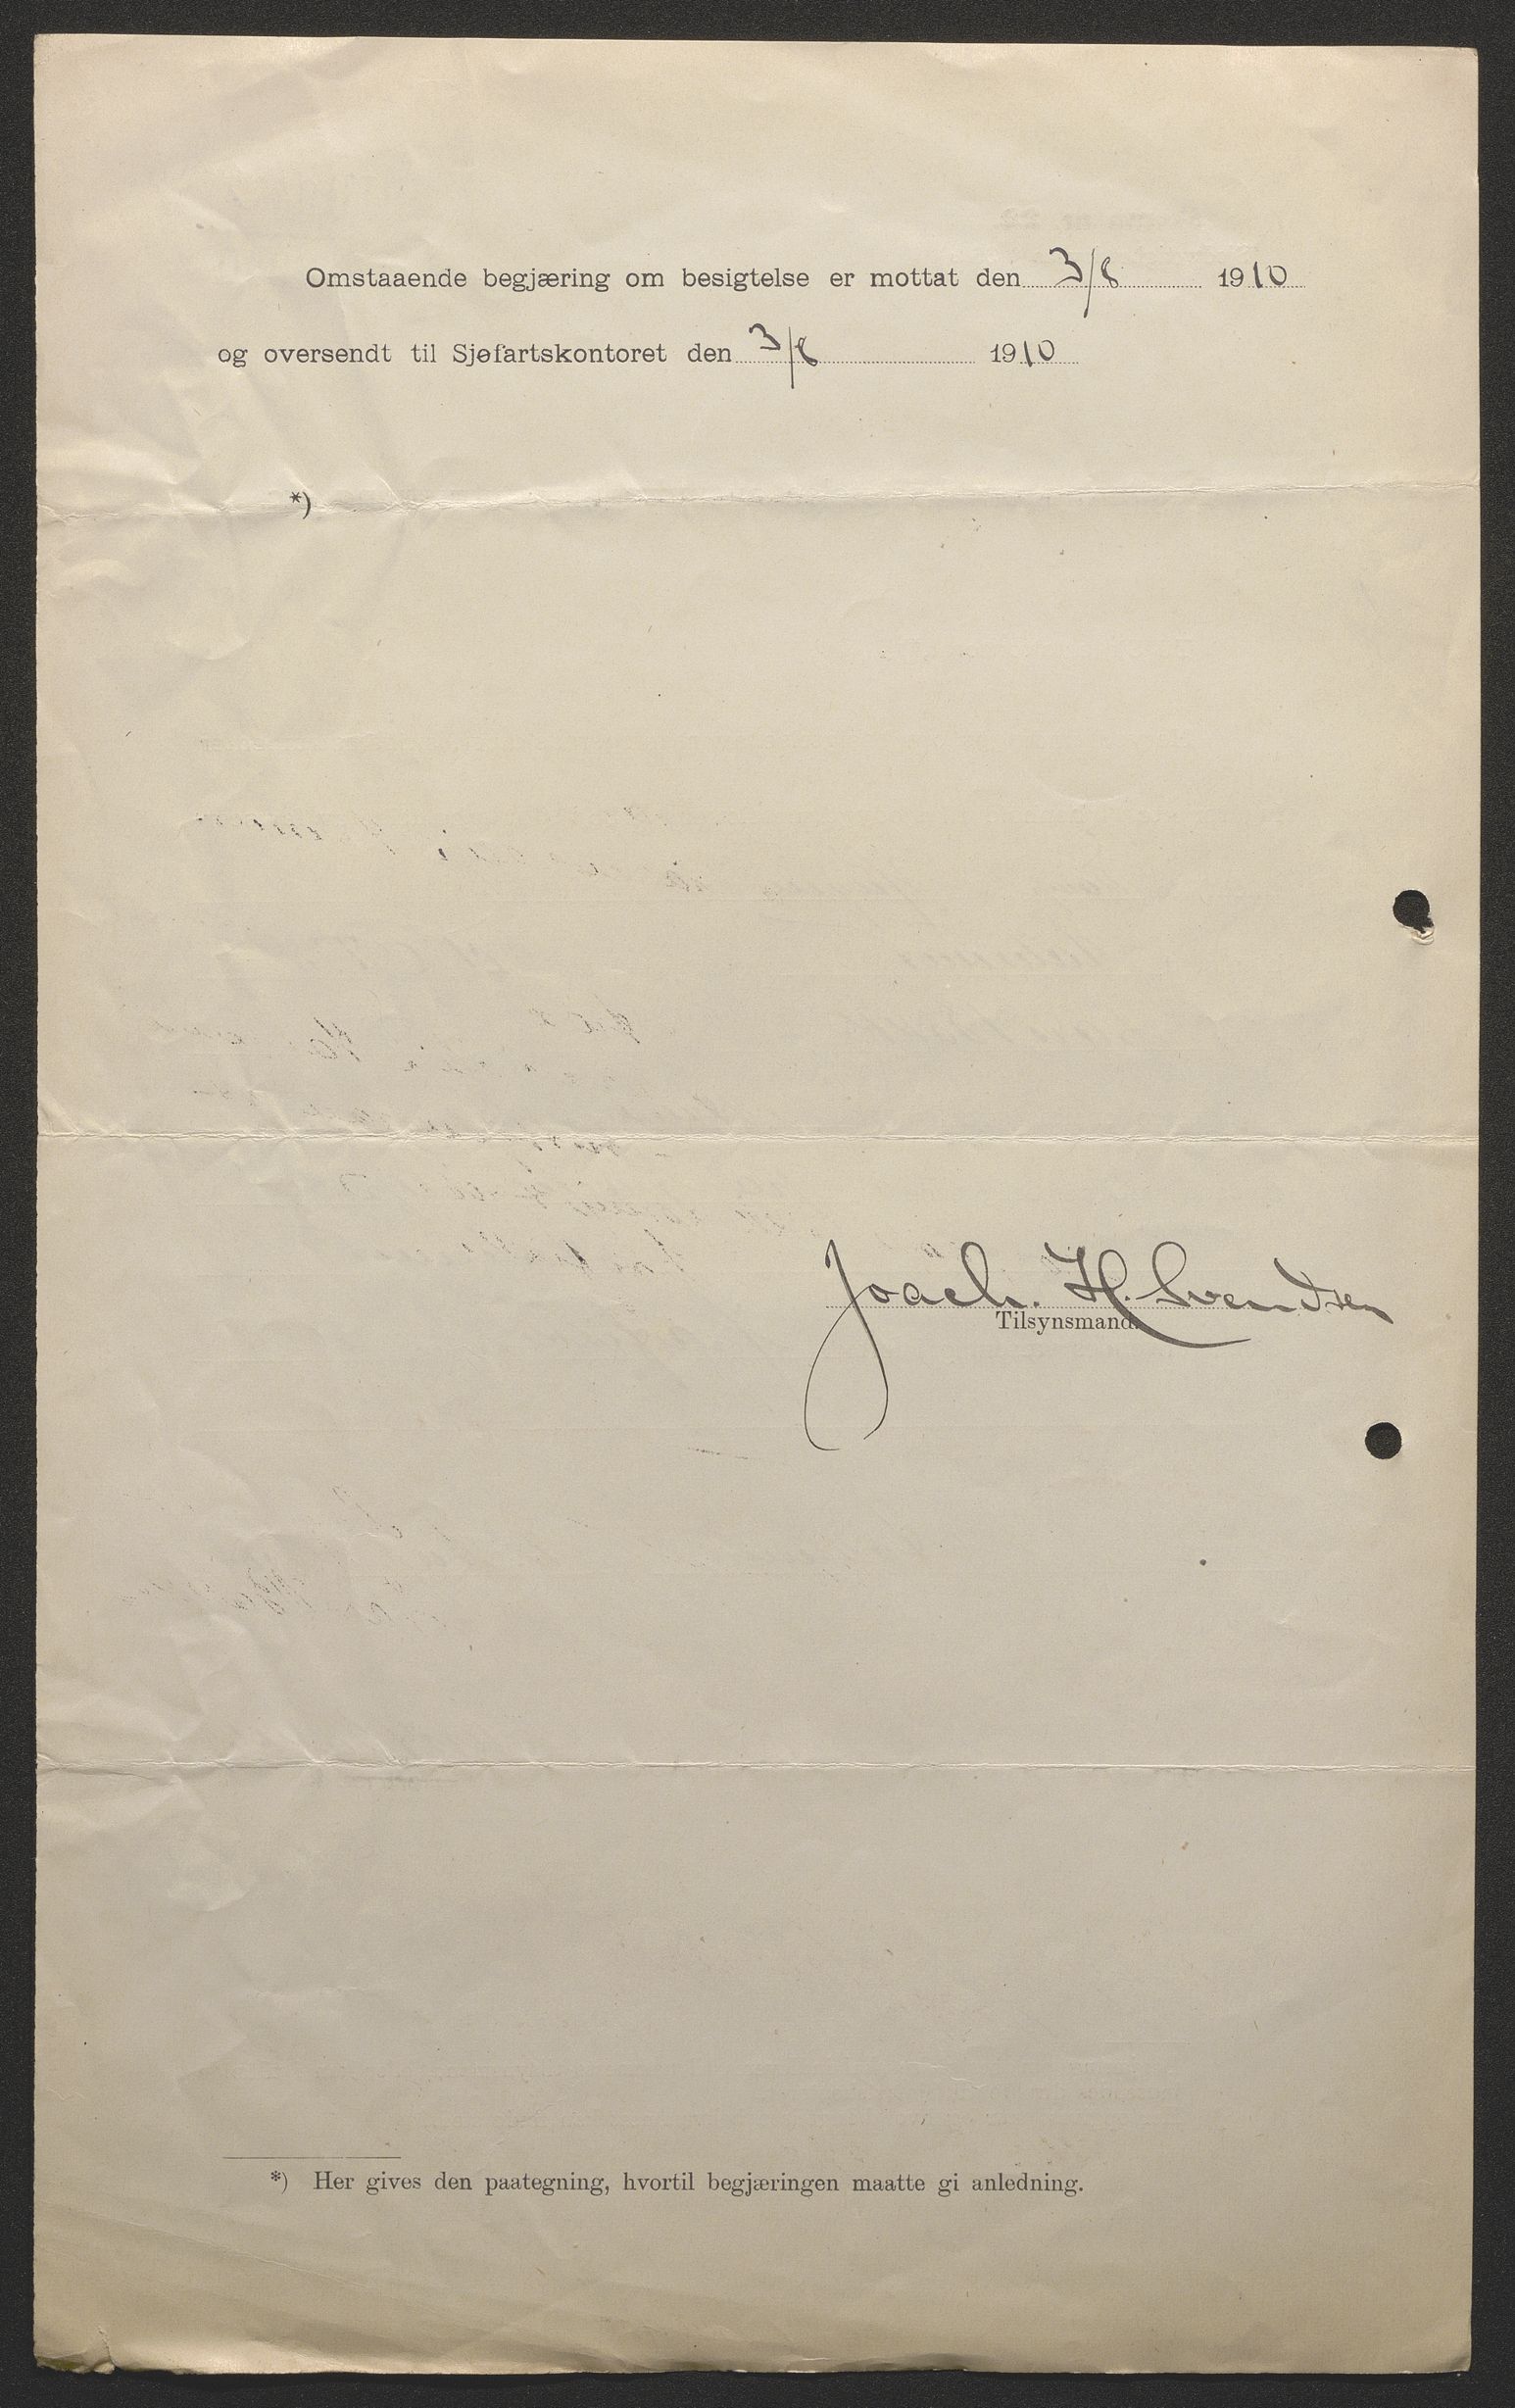 Omstaaende begjæring om besigtelse er mottat den 3/8 1910
og oversendt til Sjøfartskontoret den 3/8 1910
*)
Joach. H. Svendsen
Tilsynsmand.
*) Her gives den paategning, hvortil begjæringen maatte gi anledning.